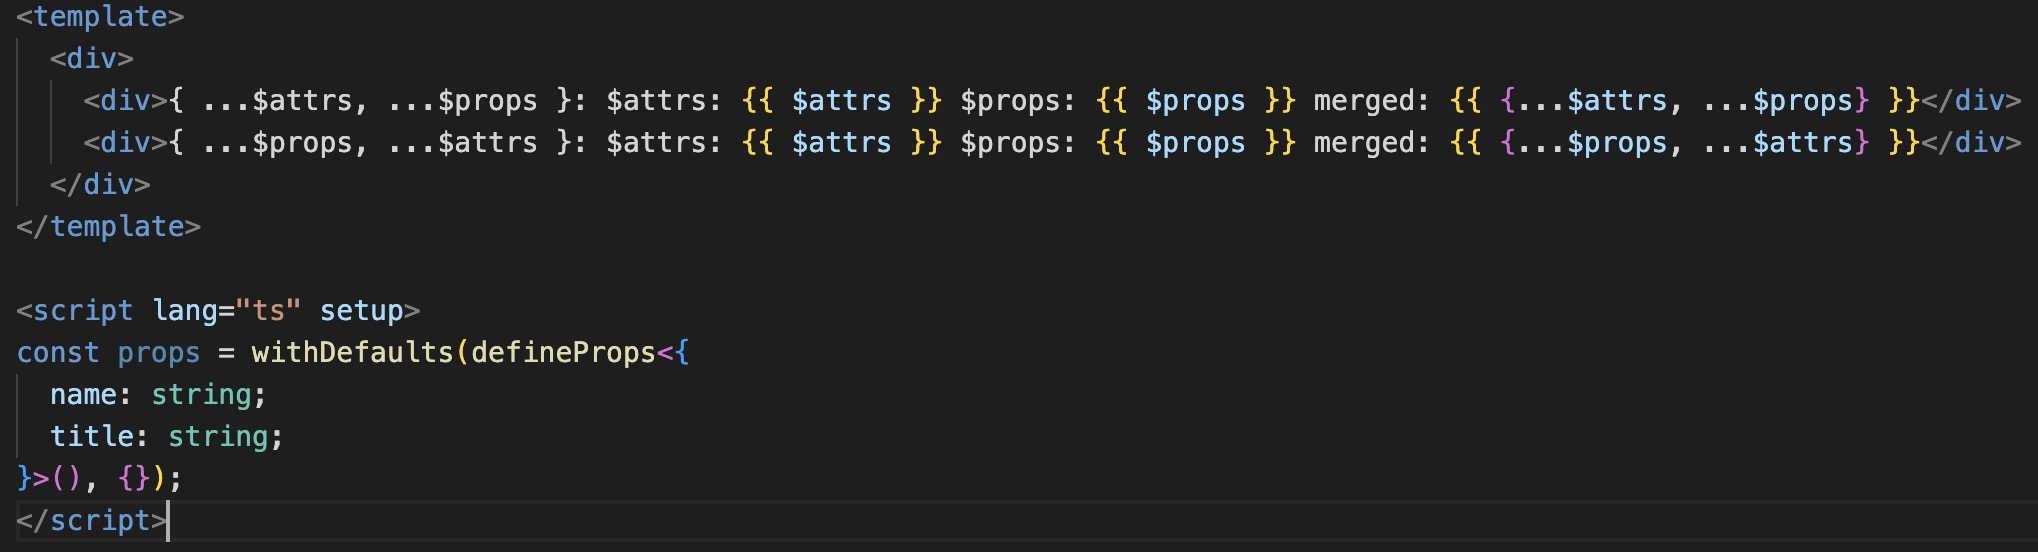 <template>
  <div>
    <div>{ ...$attrs, ...$props }: $attrs: {{ $attrs }} $props: {{ $props }} merged: {{ {...$attrs, ...$props} }}</div>
    <div>{ ...$props, ...$attrs }: $attrs: {{ $attrs }} $props: {{ $props }} merged: {{ {...$props, ...$attrs} }}</div>
  </div>
</template>

<script lang="ts" setup>
const props = withDefaults(defineProps<{
  name: string;
  title: string;
}>(), {});
</script>